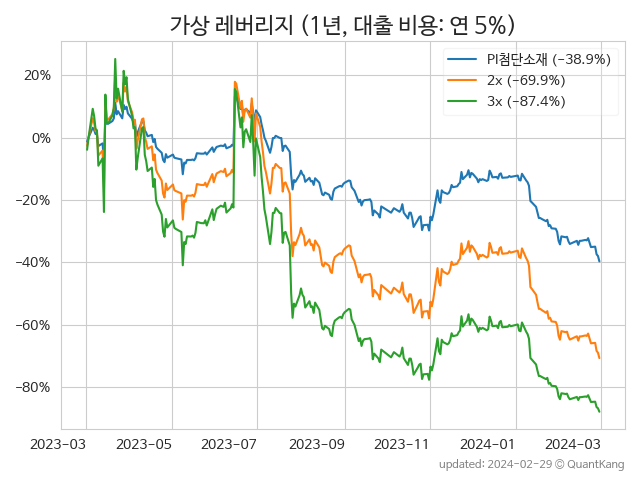 가상 레버리지 (1년, 대출 비용: 연 5%)
PI첨단소재 (−38.9%)
2x (−69.9%)
3x (−87.4%)
20%
0%
−20%
−40%
−60%
−80%
2023-03 2023-05 2023-07 2023-09 2023-11 2024-01 2024-03
updated: 2024-02-29 ⓒ QuantKang